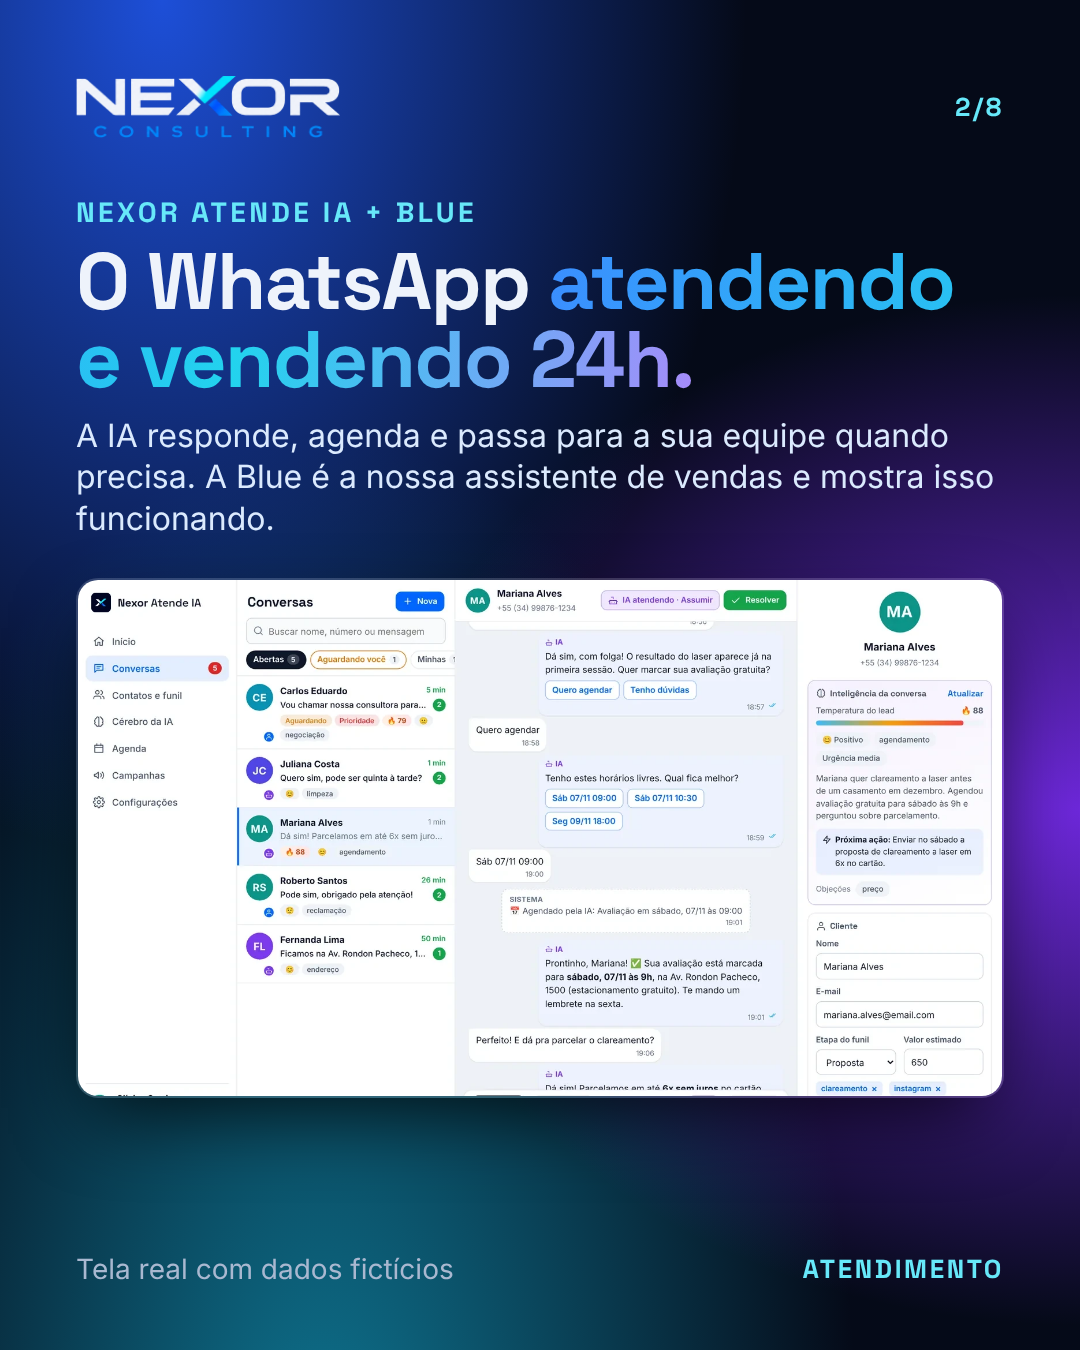 NEXOR
CONSULTING
2/8
NEXOR ATENDE IA + BLUE
O WhatsApp atendendo
e vendendo 24h.
A IA responde, agenda e passa para a sua equipe quando
precisa. A Blue é a nossa assistente de vendas e mostra isso
funcionando.
Nexor Atende IA
Início
Conversas 5
Contatos e funil
Cérebro da IA
Agenda
Campanhas
Configurações
Conversas
+ Nova
Buscar nome, número ou mensagem
Abertas 5
Aguardando você 1
Minhas
CE
Carlos Eduardo 5 min
Vou chamar nossa consultora para... 2
Aguardando Prioridade 🔥 79 😐
negociação
JC
Juliana Costa 1 min
Quero sim, pode ser quinta à tarde? 2
😊 limpeza
MA
Mariana Alves 1 min
Dá sim! Parcelamos em até 6x sem juro...
🔥 88 😊 agendamento
RS
Roberto Santos 26 min
Pode sim, obrigado pela atenção! 2
😟 reclamação
FL
Fernanda Lima 50 min
Ficamos na Av. Rondon Pacheco, 1... 1
😊 endereço
MA
Mariana Alves
+55 (34) 99876-1234
IA atendendo · Assumir
Resolver
IA
Dá sim, com folga! O resultado do laser aparece já na
primeira sessão. Quer marcar sua avaliação gratuita?
Quero agendar
Tenho dúvidas
18:57
Quero agendar
18:58
IA
Tenho estes horários livres. Qual fica melhor?
Sáb 07/11 09:00
Sáb 07/11 10:30
Seg 09/11 18:00
18:59
Sáb 07/11 09:00
19:00
SISTEMA
📅 Agendado pela IA: Avaliação em sábado, 07/11 às 09:00
19:01
IA
Prontinho, Mariana! ✅ Sua avaliação está marcada
para sábado, 07/11 às 9h, na Av. Rondon Pacheco,
1500 (estacionamento gratuito). Te mando um
lembrete na sexta.
19:01
Perfeito! E dá pra parcelar o clareamento?
19:06
IA
Dá sim! Parcelamos em até 6x sem juros no cartão
MA
Mariana Alves
+55 (34) 99876-1234
Inteligência da conversa Atualizar
Temperatura do lead 🔥 88
😊 Positivo
agendamento
Urgência media
Mariana quer clareamento a laser antes
de um casamento em dezembro. Agendou
avaliação gratuita para sábado às 9h e
perguntou sobre parcelamento.
Próxima ação: Enviar no sábado a
proposta de clareamento a laser em
6x no cartão.
Objeções preço
Cliente
Nome
Mariana Alves
E-mail
mariana.alves@email.com
Etapa do funil
Valor estimado
Proposta
650
clareamento ×
instagram ×
Tela real com dados fictícios
ATENDIMENTO